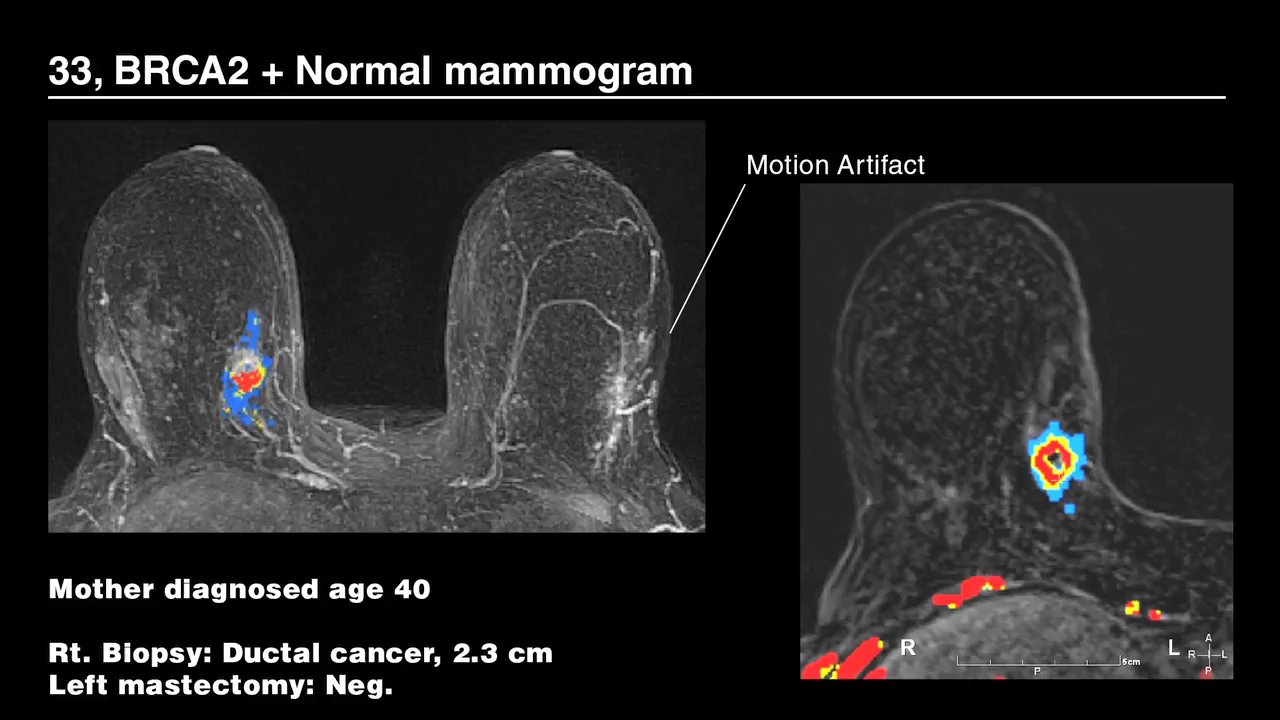 33, BRCA2 + Normal mammogram
Motion Artifact
Mother diagnosed age 40
Rt. Biopsy: Ductal cancer, 2.3 cm
Left mastectomy: Neg.
R
L
A
R L
P
5cm
P